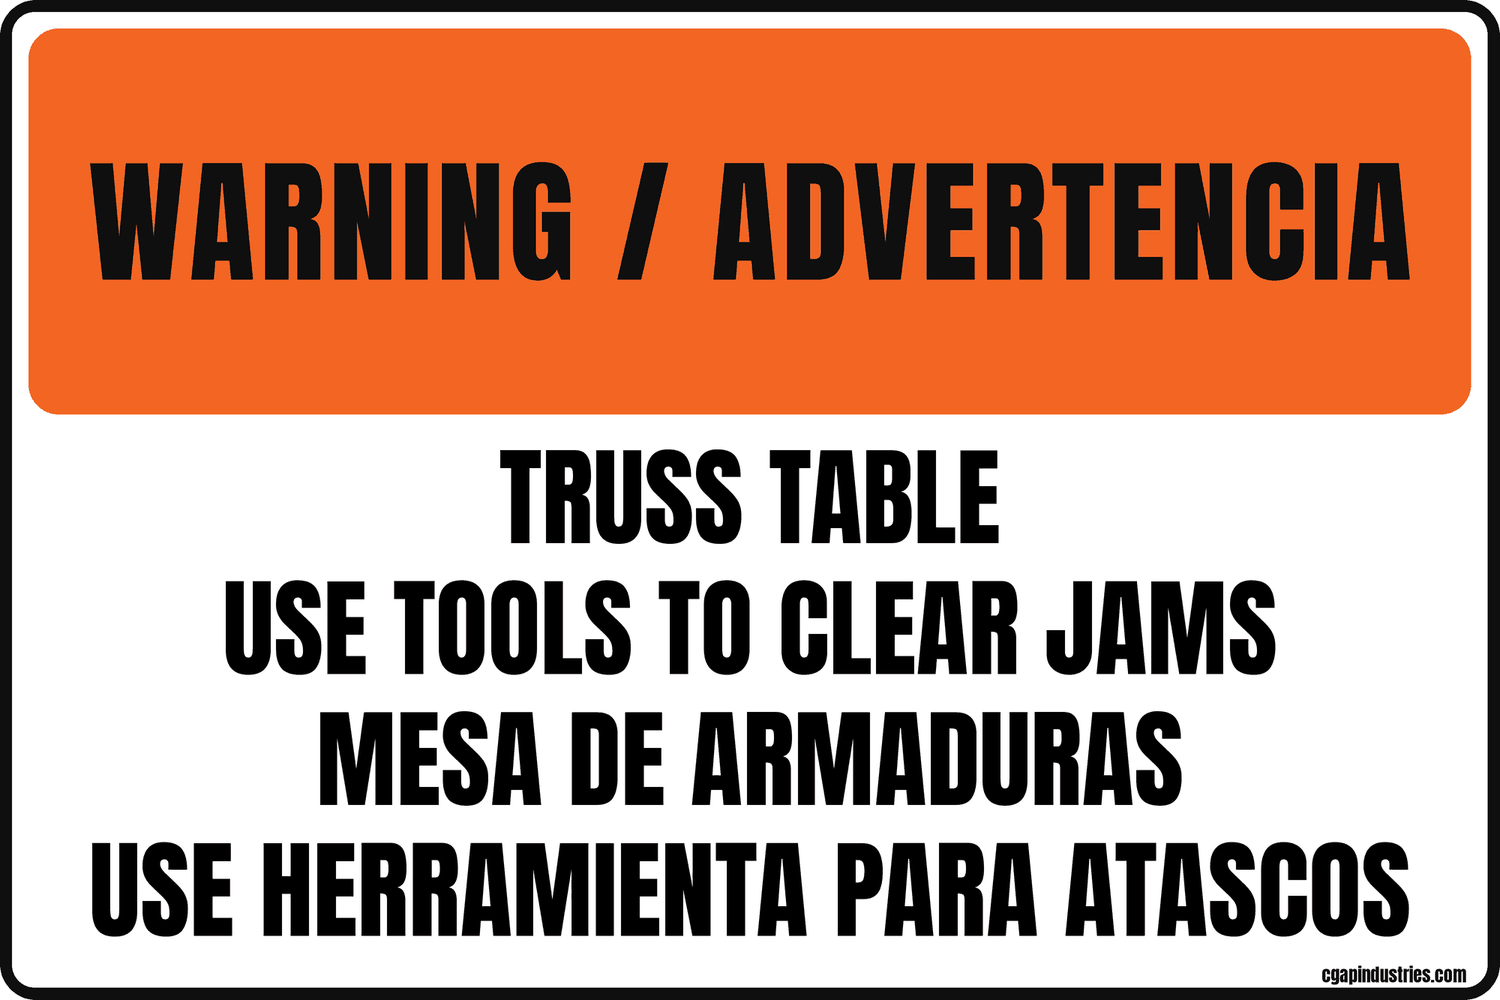 WARNING / ADVERTENCIA
TRUSS TABLE
USE TOOLS TO CLEAR JAMS
MESA DE ARMADURAS
USE HERRAMIENTA PARA ATASCOS
cgapindustries.com